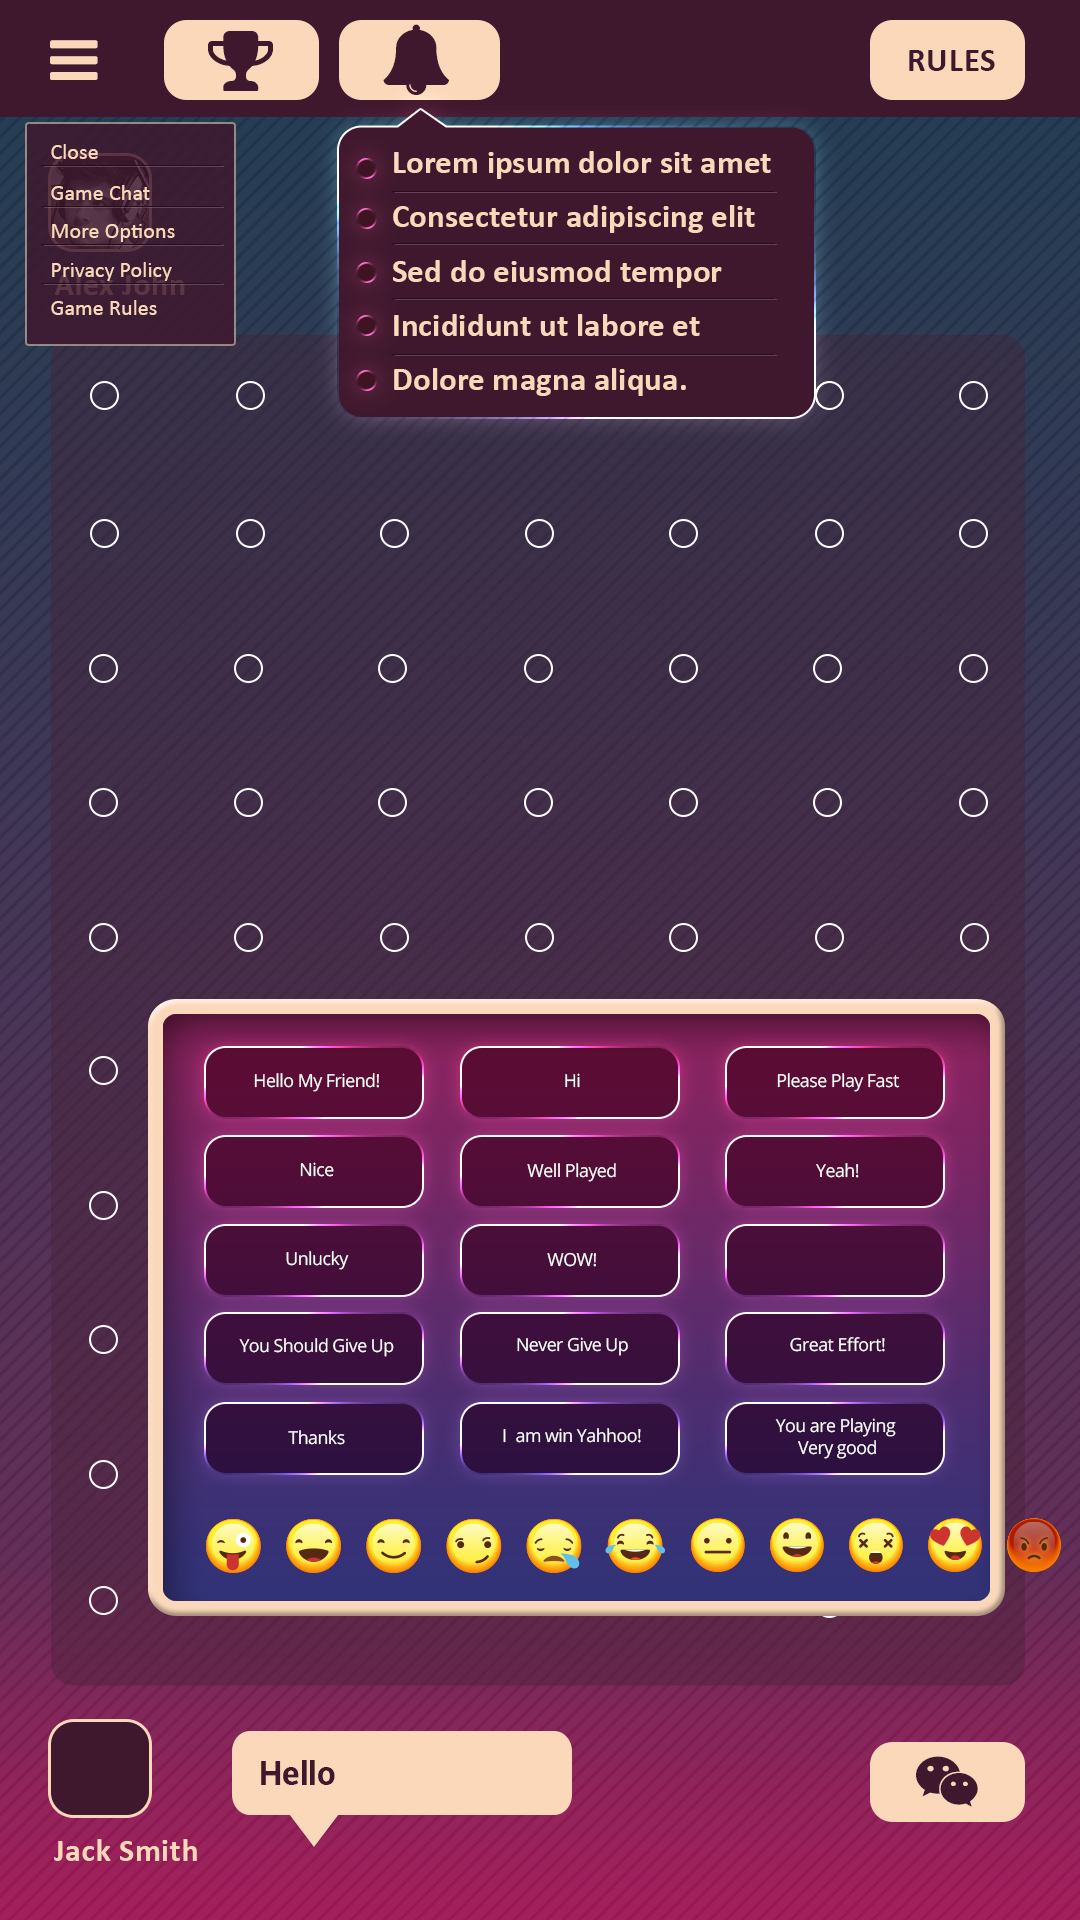 RULES
Close
Game Chat
More Options
Privacy Policy
Alex John
Game Rules
Lorem ipsum dolor sit amet
Consectetur adipiscing elit
Sed do eiusmod tempor
Incididunt ut labore et
Dolore magna aliqua.
Hello My Friend!
Hi
Please Play Fast
Nice
Well Played
Yeah!
Unlucky
WOW!
You Should Give Up
Never Give Up
Great Effort!
Thanks
I am win Yahhoo!
You are Playing
Very good
Hello
Jack Smith